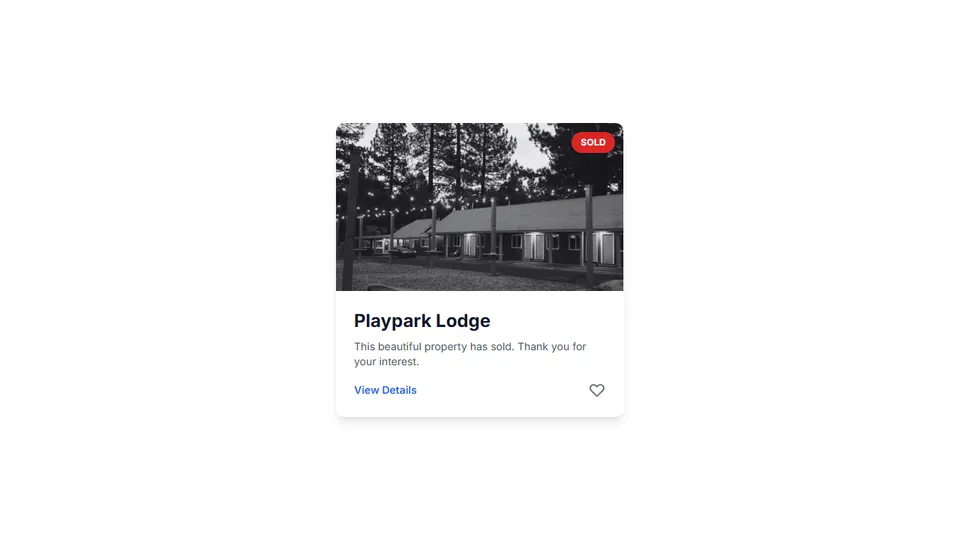 SOLD
Playpark Lodge
This beautiful property has sold. Thank you for
your interest.
View Details